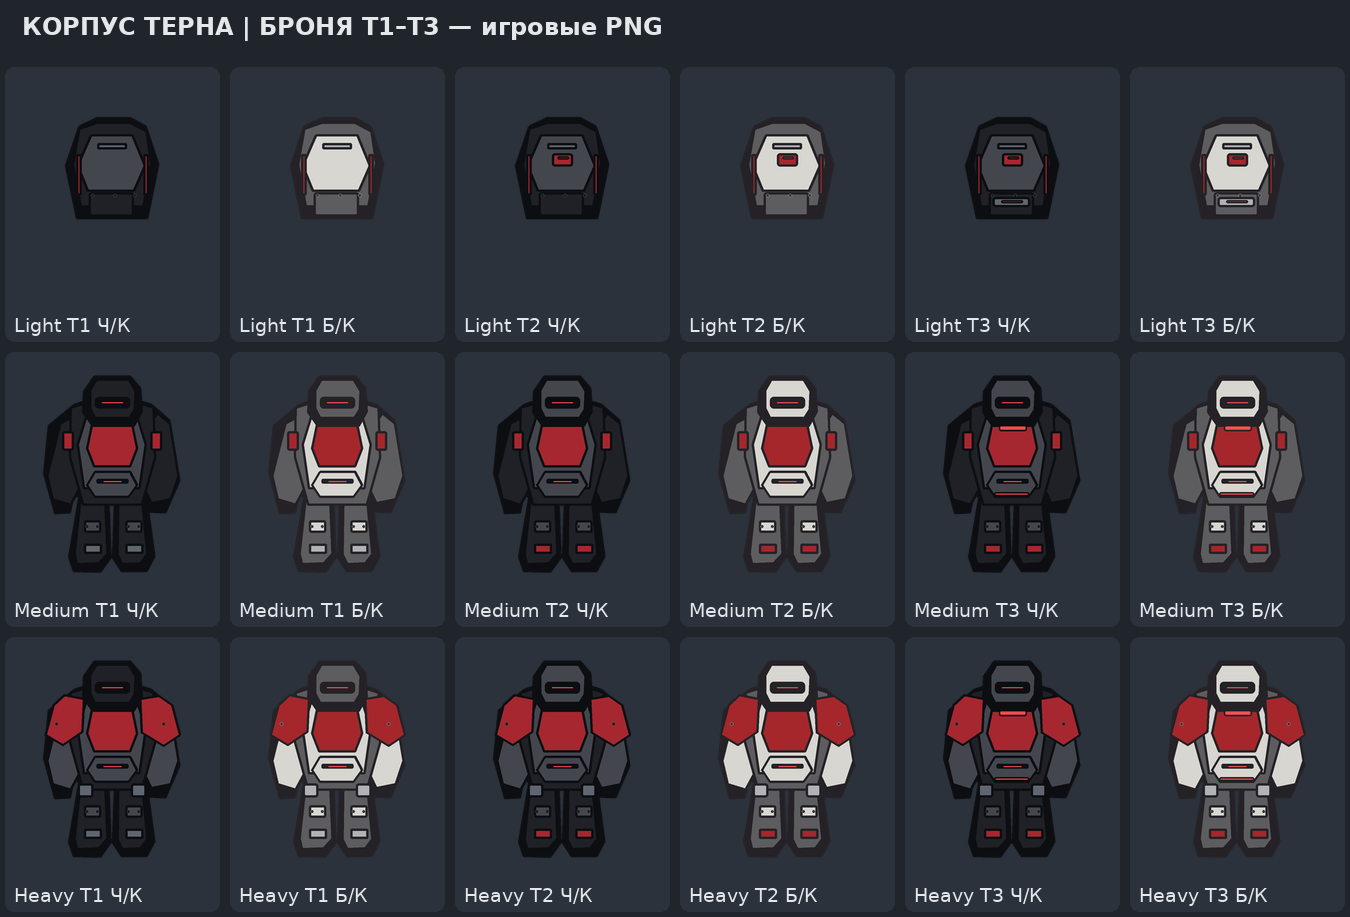 КОРПУС ТЕРНА | БРОНЯ T1–T3 — игровые PNG
Light T1 Ч/К
Light T1 Б/К
Light T2 Ч/К
Light T2 Б/К
Light T3 Ч/К
Light T3 Б/К
Medium T1 Ч/К
Medium T1 Б/К
Medium T2 Ч/К
Medium T2 Б/К
Medium T3 Ч/К
Medium T3 Б/К
Heavy T1 Ч/К
Heavy T1 Б/К
Heavy T2 Ч/К
Heavy T2 Б/К
Heavy T3 Ч/К
Heavy T3 Б/К